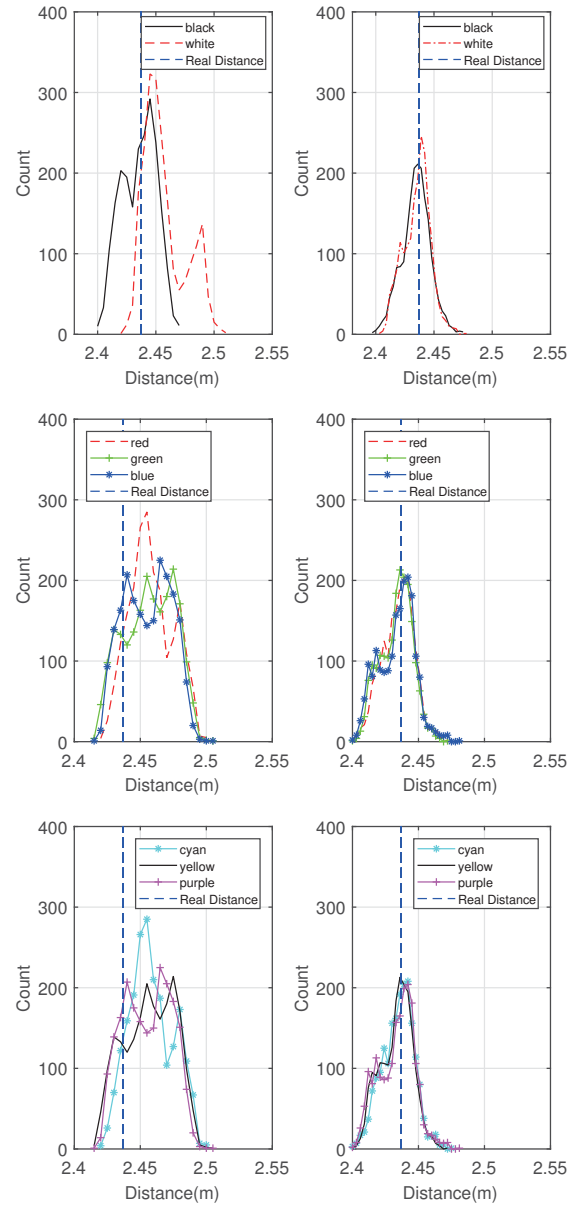 400
300
200
100
0
Count
2.4
2.45
2.5
2.55
Distance(m)
black
white
Real Distance
400
300
200
100
0
Count
2.4
2.45
2.5
2.55
Distance(m)
black
white
Real Distance
400
300
200
100
0
Count
2.4
2.45
2.5
2.55
Distance(m)
red
green
blue
Real Distance
400
300
200
100
0
Count
2.4
2.45
2.5
2.55
Distance(m)
red
green
blue
Real Distance
400
300
200
100
0
Count
2.4
2.45
2.5
2.55
Distance(m)
cyan
yellow
purple
Real Distance
400
300
200
100
0
Count
2.4
2.45
2.5
2.55
Distance(m)
cyan
yellow
purple
Real Distance